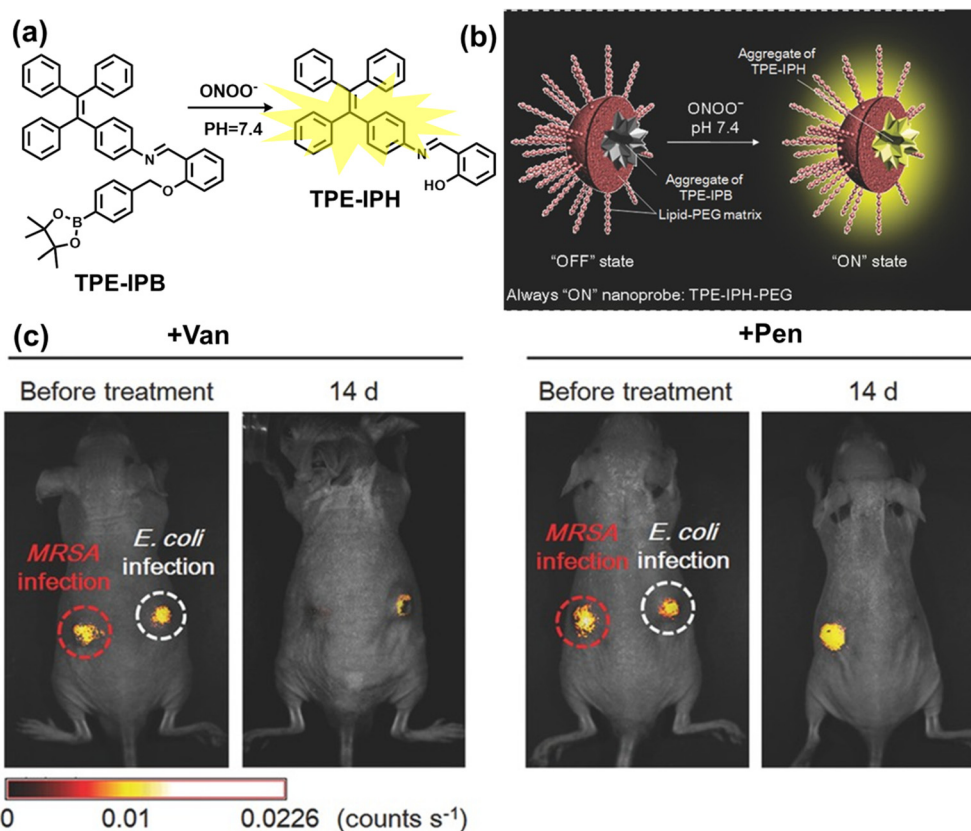 (a)
ONOO⁻
PH=7.4
N
O
O
B
O
TPE-IPB
N
HO
TPE-IPH
(b)
Aggregate of
TPE-IPH
ONOO⁻
pH 7.4
Aggregate of
TPE-IPB
Lipid-PEG matrix
“OFF” state
“ON” state
Always “ON” nanoprobe: TPE-IPH-PEG
(c)
+Van
+Pen
Before treatment
14 d
Before treatment
14 d
MRSA
infection
E. coli
infection
MRSA
infection
E. coli
infection
0
0.01
0.0226
(counts s⁻¹)